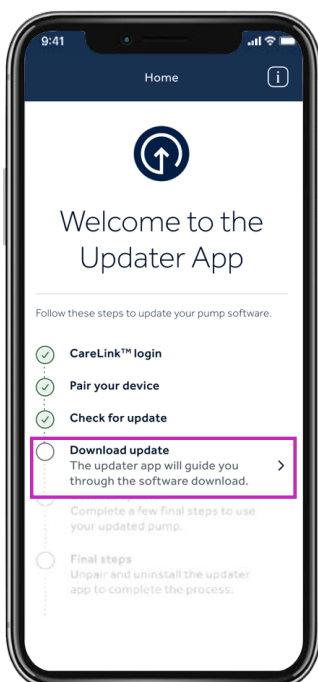 9:41
Home
i
Welcome to the
Updater App
Follow these steps to update your pump software.
CareLink™ login
Pair your device
Check for update
Download update
The updater app will guide you
through the software download.
Complete a few final steps to use
your updated pump.
Final steps
Unpair and uninstall the updater
app to complete the process.